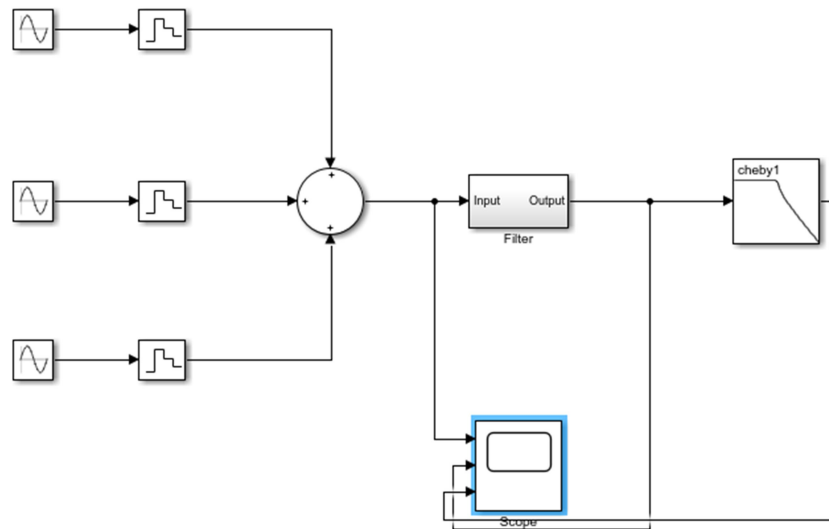 +
+
+
Input Output
Filter
cheby1
Scope